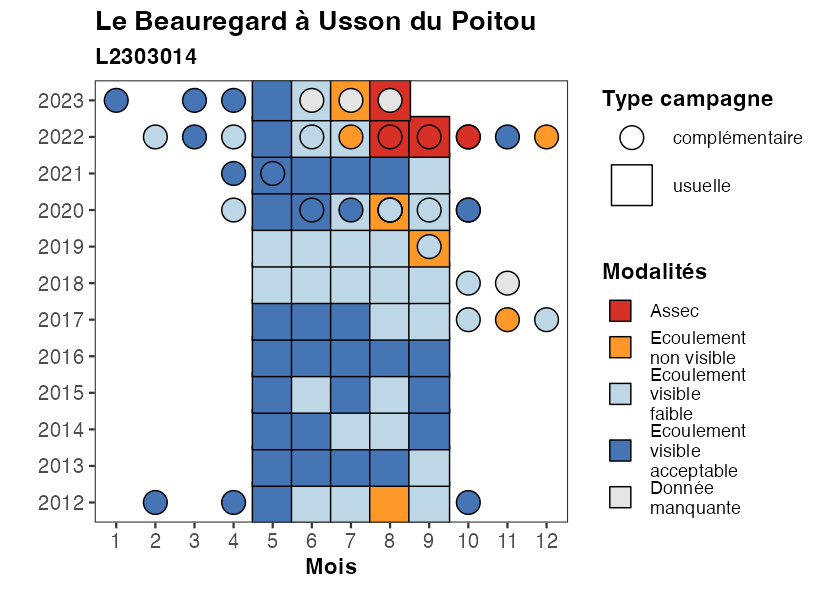 Le Beauregard à Usson du Poitou
L2303014
2023
2022
2021
2020
2019
2018
2017
2016
2015
2014
2013
2012
1 2 3 4 5 6 7 8 9 10 11 12
Mois
Type campagne
complémentaire
usuelle
Modalités
Assec
Ecoulement
non visible
Ecoulement
visible
faible
Ecoulement
visible
acceptable
Donnée
manquante